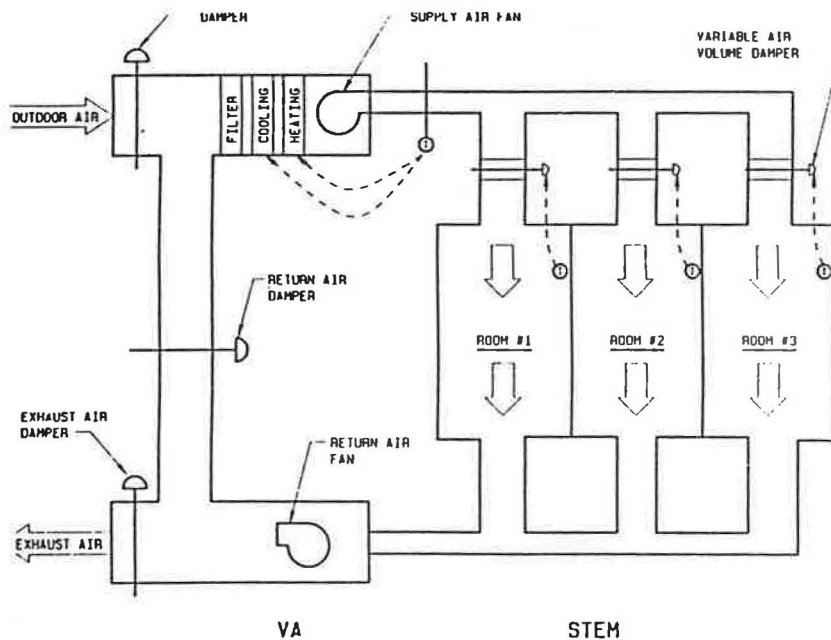 DAMPER
SUPPLY AIR FAN
VARIABLE AIR
VOLUME DAMPER
OUTDOOR AIR
FILTER
COOLING
HEATING
RETURN AIR
DAMPER
ROOM #1
ROOM #2
ROOM #3
EXHAUST AIR
DAMPER
RETURN AIR
FAN
EXHAUST AIR
VA STEM